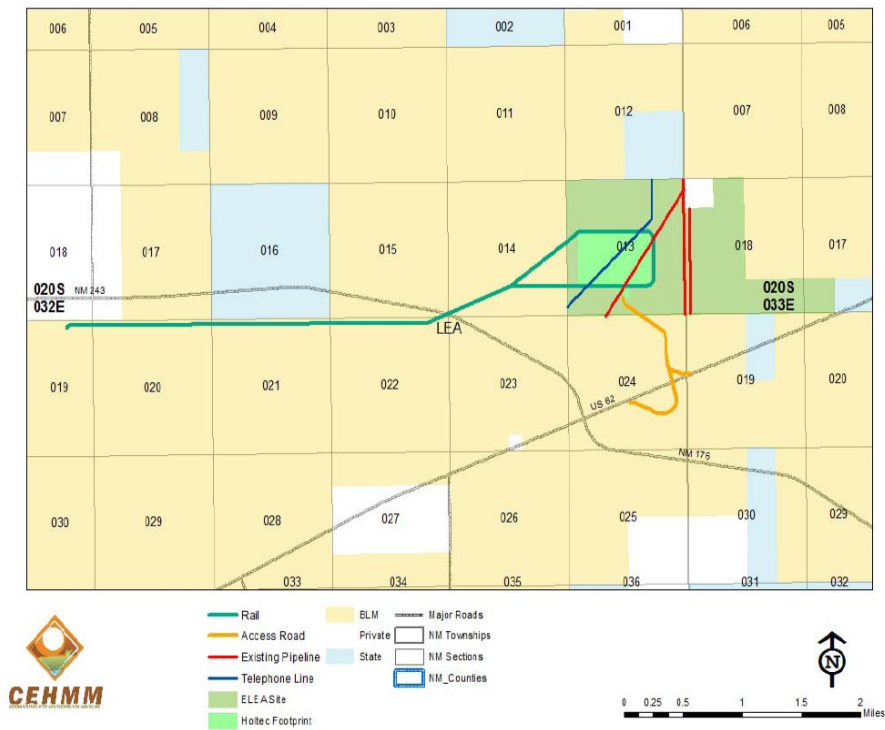 006 005 004 003 002 001 006 005
007 008 009 010 011 012 007 008
018 017 016 015 014 013 018 017
020S NM 243 020S
032E 033E
LEA
019 020 021 022 023 024 019 020
US 62
NM 176
030 029 028 027 026 025 030 029
033 034 035 036 031 032
Rail BLM Major Roads
Access Road Private NM Townships
Existing Pipeline State NM Sections
Telephone Line NM_Counties
ELEASite
Holtec Footprint
CEHMM
N
0 0.25 0.5 1 1.5 2
Miles